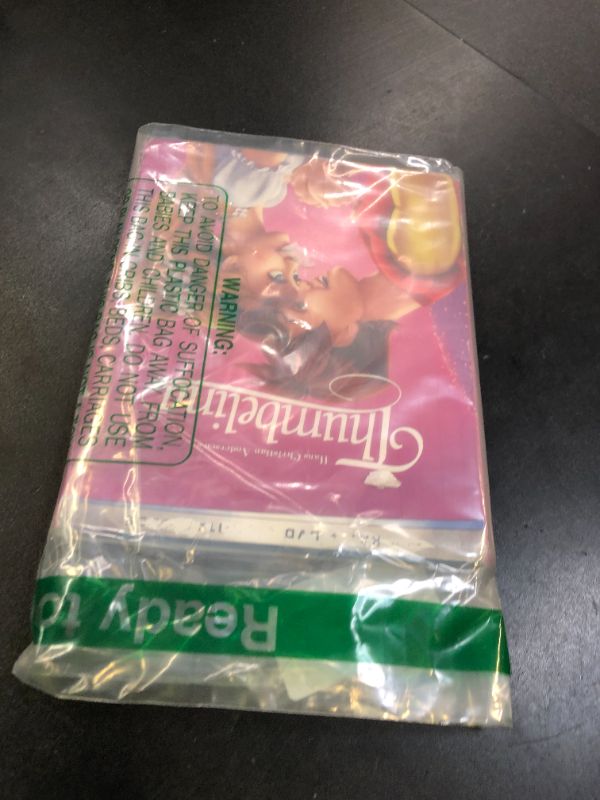 WARNING:
TO AVOID DANGER OF SUFFOCATION,
KEEP THIS PLASTIC BAG AWAY FROM
BABIES AND CHILDREN. DO NOT USE
THIS BAG IN CRIBS, BEDS, CARRIAGES
Hans Christian Andersen's
Thumbelina
Ready to